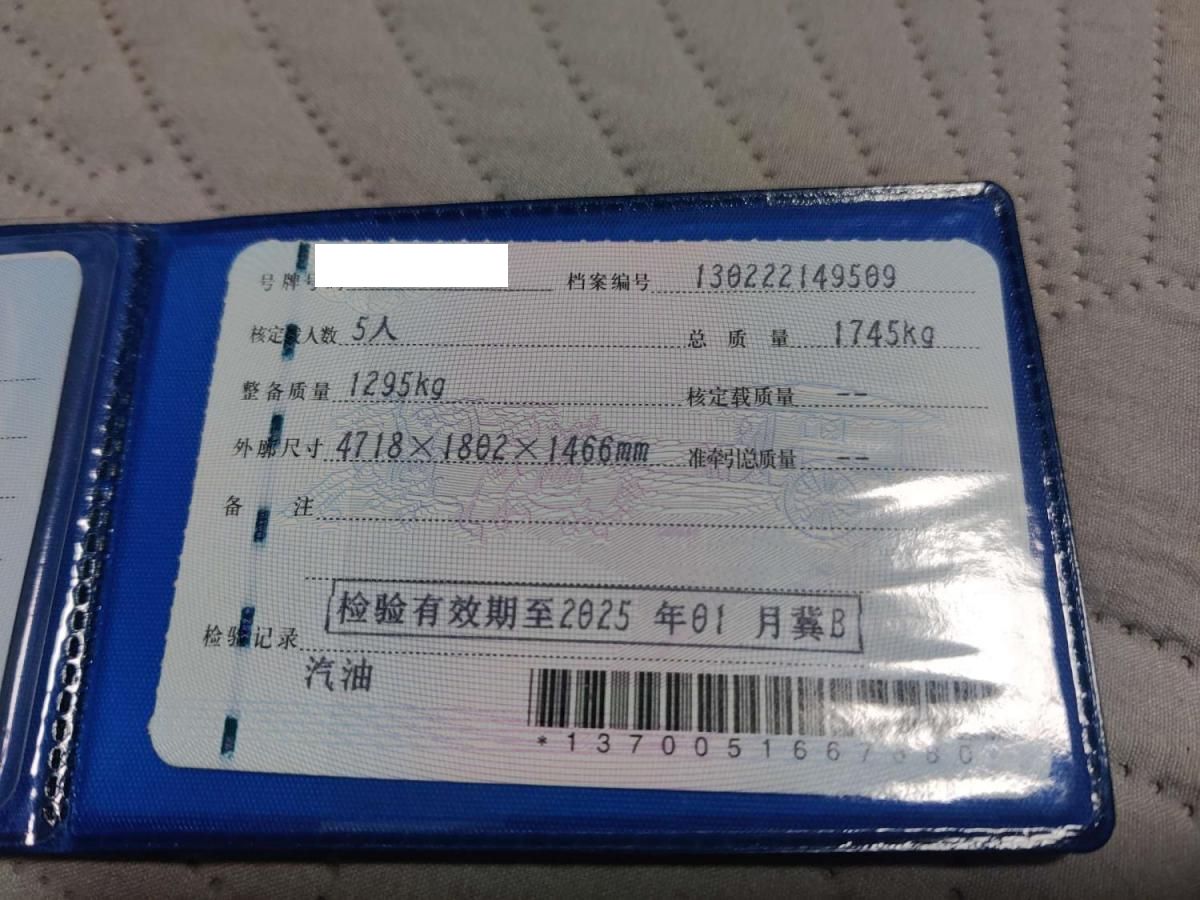 号牌号 档案编号 130222149509
核定载人数 5人 总质量 1745kg
整备质量 1295kg 核定载质量 --
外廓尺寸 4718×1802×1466mm 准牵引总质量 --
备注
检验有效期至2025 年01 月冀B
检验记录
汽油